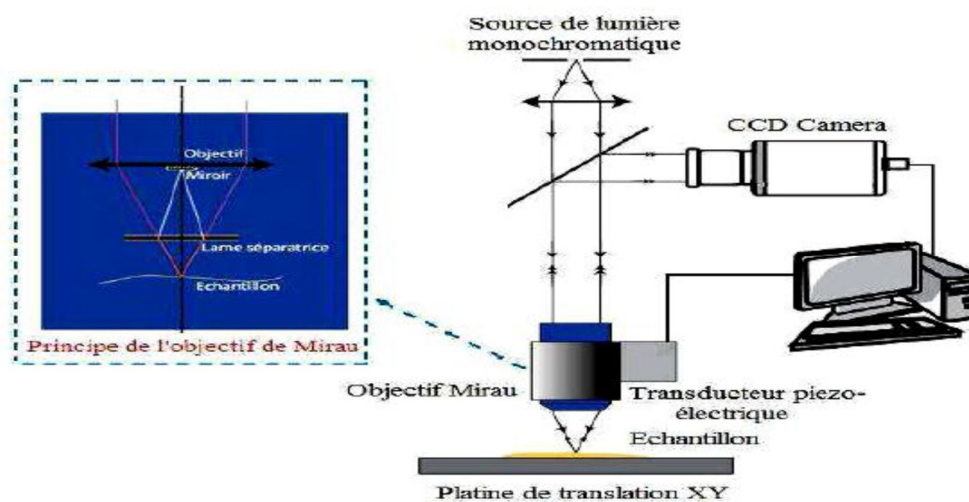 Source de lumière
monochromatique
CCD Camera
Objectif
Miroir
Lame séparatrice
Echantillon
Principe de l'objectif de Mirau
Objectif Mirau
Transducteur piezo-
électrique
Echantillon
Platine de translation XY